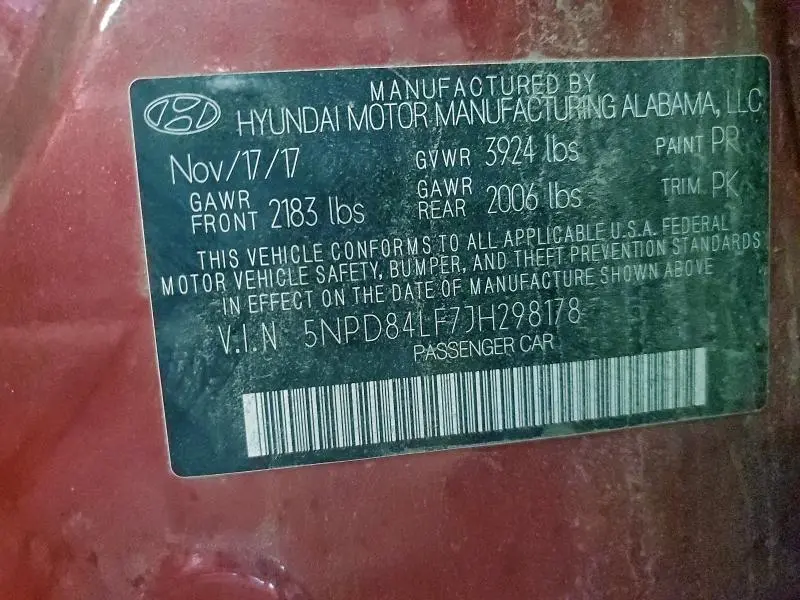 MANUFACTURED BY
HYUNDAI MOTOR MANUFACTURING ALABAMA, LLC
Nov/17/17 GVWR 3924 lbs PAINT PR
GAWR FRONT 2183 lbs GAWR REAR 2006 lbs TRIM. PK
THIS VEHICLE CONFORMS TO ALL APPLICABLE U.S.A. FEDERAL
MOTOR VEHICLE SAFETY, BUMPER, AND THEFT PREVENTION STANDARDS
IN EFFECT ON THE DATE OF MANUFACTURE SHOWN ABOVE
V.I.N 5NPD84LF7JH298178
PASSENGER CAR